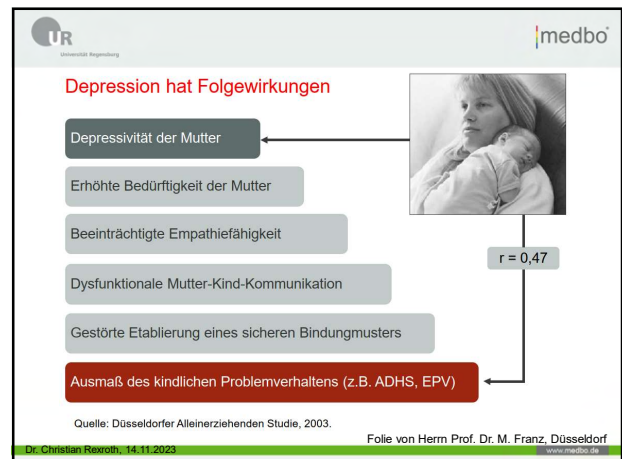 UR
Universität Regensburg
medbo
Depression hat Folgewirkungen
Depressivität der Mutter
Erhöhte Bedürftigkeit der Mutter
Beeinträchtigte Empathiefähigkeit
r = 0,47
Dysfunktionale Mutter-Kind-Kommunikation
Gestörte Etablierung eines sicheren Bindungmusters
Ausmaß des kindlichen Problemverhaltens (z.B. ADHS, EPV)
Quelle: Düsseldorfer Alleinerziehenden Studie, 2003.
Folie von Herrn Prof. Dr. M. Franz, Düsseldorf
Dr. Christian Rexroth, 14.11.2023
www.medbo.de